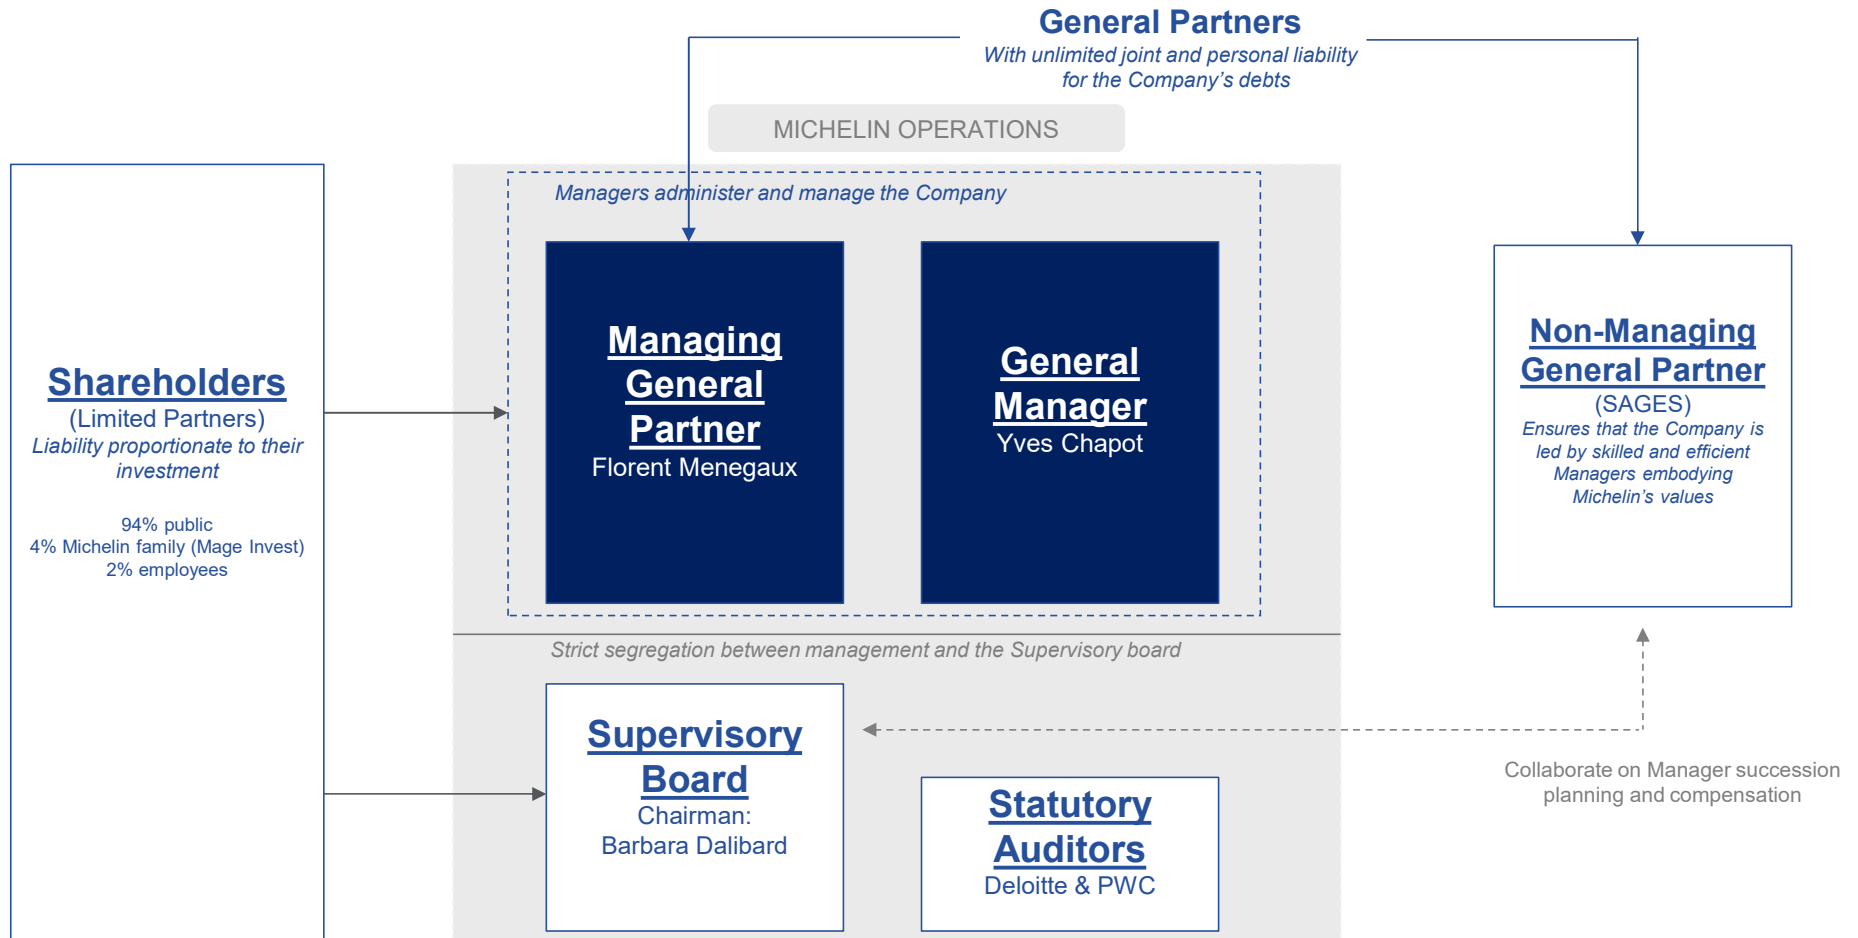 General Partners
With unlimited joint and personal liability
for the Company's debts
MICHELIN OPERATIONS
Managers administer and manage the Company
Shareholders
(Limited Partners)
Liability proportionate to their
investment
94% public
4% Michelin family (Mage Invest)
2% employees
Managing
General
Partner
Florent Menegaux
General
Manager
Yves Chapot
Non-Managing
General Partner
(SAGES)
Ensures that the Company is
led by skilled and efficient
Managers embodying
Michelin's values
Strict segregation between management and the Supervisory board
Supervisory
Board
Chairman:
Barbara Dalibard
Statutory
Auditors
Deloitte & PWC
Collaborate on Manager succession
planning and compensation